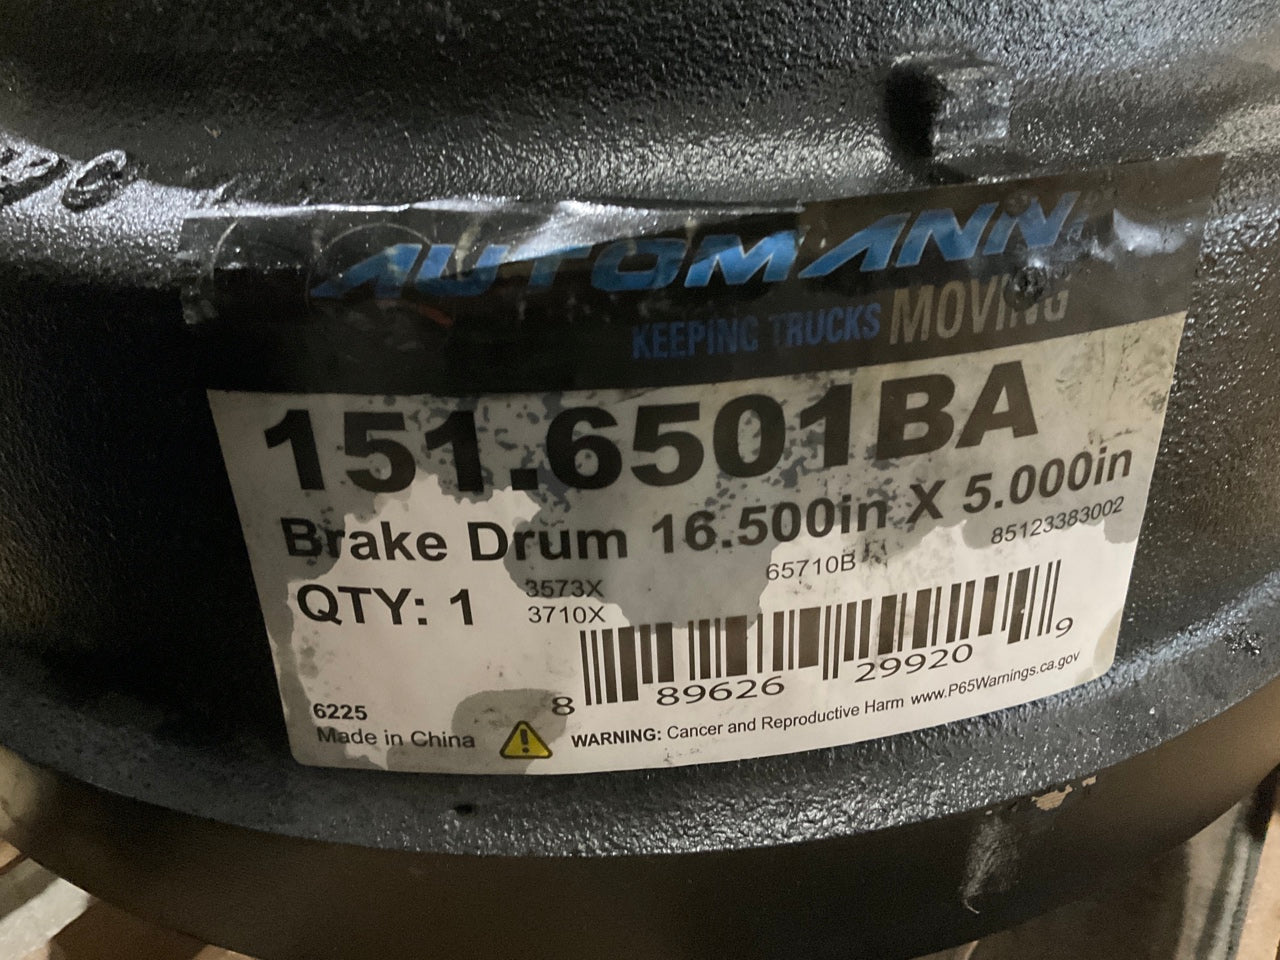 AUTOMANN
KEEPING TRUCKS MOVING
151.6501BA
Brake Drum 16.500in X 5.000in
QTY: 1
3573X
3710X
65710B
85123383002
8 89626 29920 9
6225
Made in China
WARNING: Cancer and Reproductive Harm www.P65Warnings.ca.gov